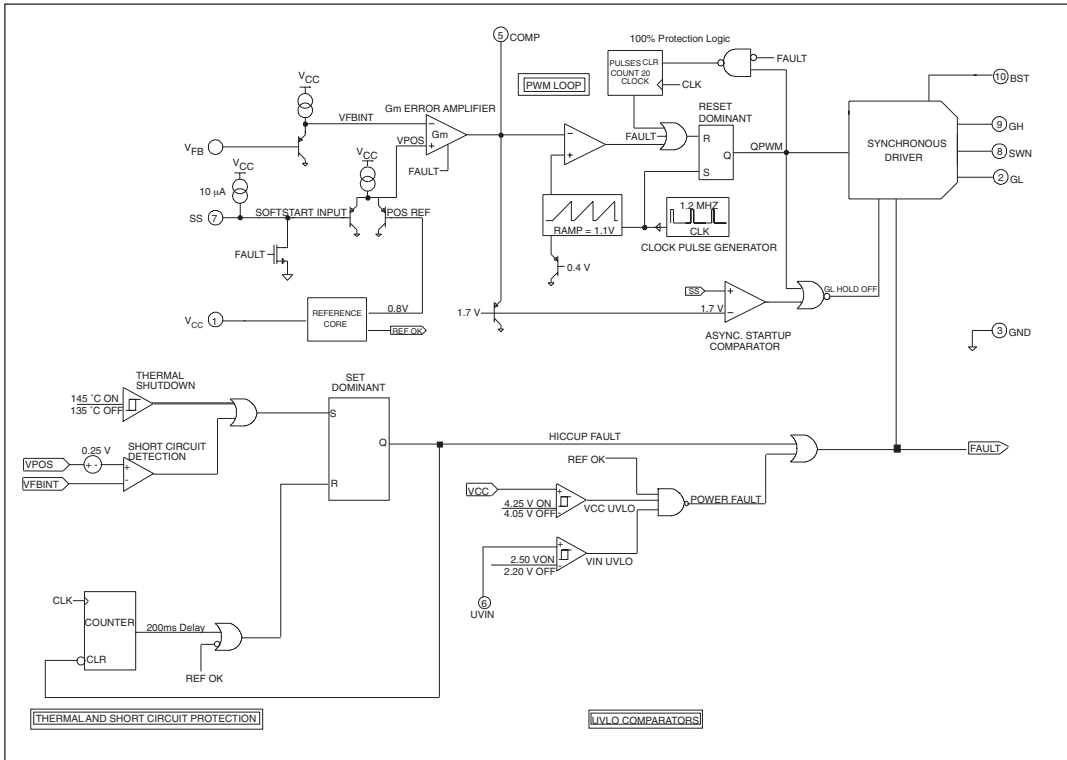 5 COMP
100% Protection Logic
PULSES CLR
COUNT 20
CLOCK
FAULT
CLK
PWM LOOP
10 BST
VCC
Gm ERROR AMPLIFIER
VFBINT
Gm
VPOS
FAULT
VFB
FAULT
RESET
DOMINANT
R
Q
S
QPWM
SYNCHRONOUS
DRIVER
9 GH
8 SWN
2 GL
VCC
10 µA
SS 7
VCC
SOFTSTART INPUT
POS REF
FAULT
RAMP = 1.1V
1.2 MHZ
CLK
CLOCK PULSE GENERATOR
0.4 V
SS
GL HOLD OFF
1.7 V
1.7 V
ASYNC. STARTUP
COMPARATOR
VCC 1
REFERENCE
CORE
0.8V
REF OK
3 GND
THERMAL
SHUTDOWN
145 °C ON
135 °C OFF
SET
DOMINANT
S
Q
R
0.25 V
SHORT CIRCUIT
DETECTION
VPOS
+ -
VFBINT
HICCUP FAULT
FAULT
REF OK
VCC
4.25 V ON
4.05 V OFF
VCC UVLO
POWER FAULT
2.50 VON
2.20 V OFF
VIN UVLO
6
UVIN
CLK
COUNTER
CLR
200ms Delay
REF OK
THERMAL AND SHORT CIRCUIT PROTECTION
UVLO COMPARATORS